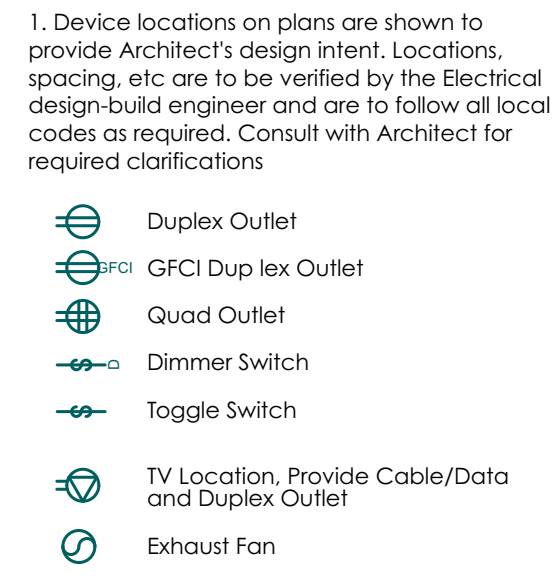 1. Device locations on plans are shown to
provide Architect's design intent. Locations,
spacing, etc are to be verified by the Electrical
design-build engineer and are to follow all local
codes as required. Consult with Architect for
required clarifications
Duplex Outlet
GFCI GFCI Dup lex Outlet
Quad Outlet
S D Dimmer Switch
S Toggle Switch
TV Location, Provide Cable/Data
and Duplex Outlet
Exhaust Fan